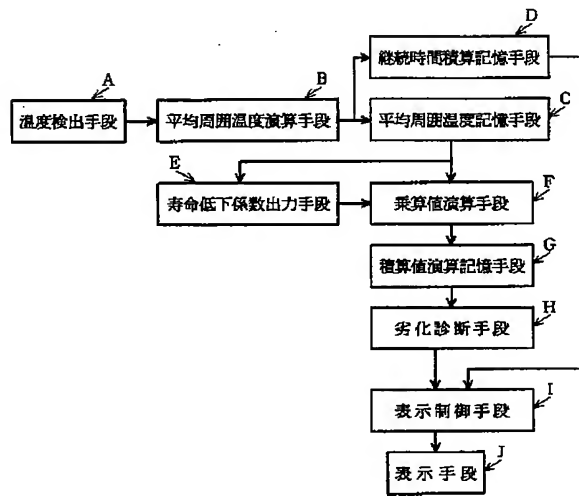 D
継続時間積算記憶手段
A
B
C
温度検出手段
平均周囲温度演算手段
平均周囲温度記憶手段
E
F
寿命低下係数出力手段
乗算値演算手段
G
積算値演算記憶手段
H
劣化診断手段
I
表示制御手段
J
表示手段